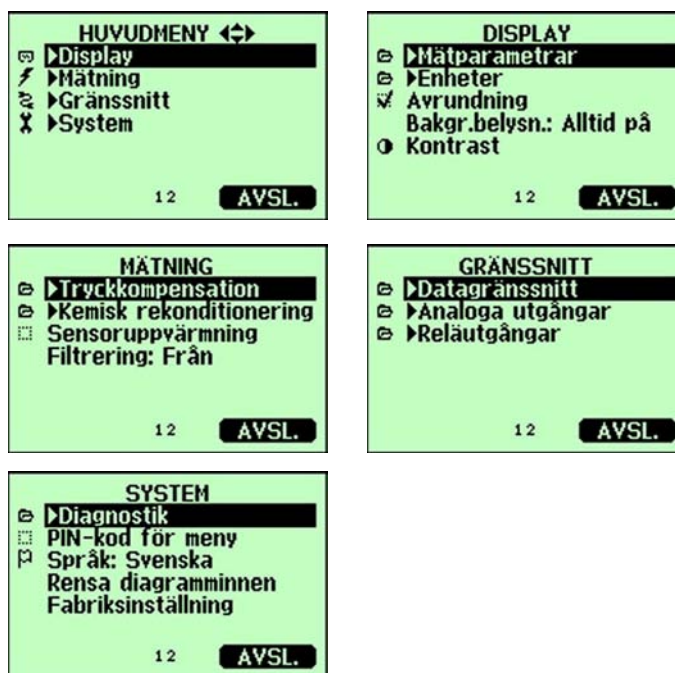 HUVUDMENY
Display
Mätning
Gränssnitt
System
12 AVSL.
DISPLAY
Mätparametrar
Enheter
Avrundning
Bakgr.belysn.: Alltid på
Kontrast
12 AVSL.
MÄTNING
Tryckkompensation
Kemisk rekonditionering
Sensoruppvärmning
Filtrering: Från
12 AVSL.
GRÄNSSNITT
Datagränssnitt
Analoga utgångar
Reläutgångar
12 AVSL.
SYSTEM
Diagnostik
PIN-kod för meny
Språk: Svenska
Rensa diagramminnen
Fabriksinställning
12 AVSL.